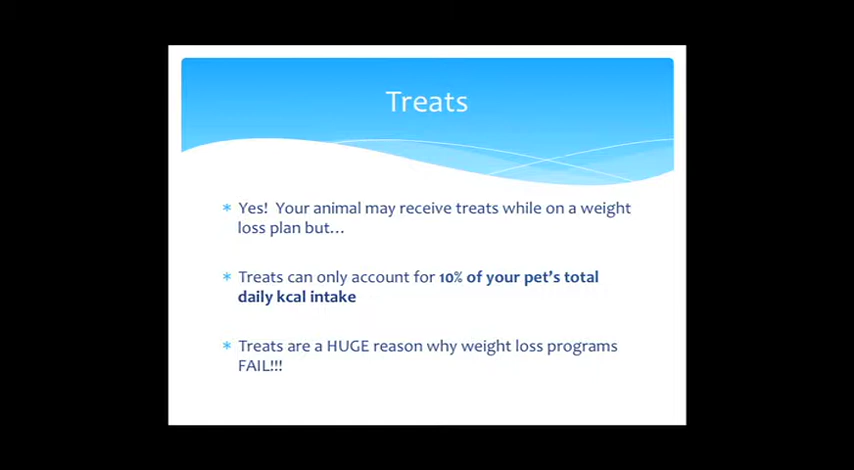 Treats
* Yes!  Your animal may receive treats while on a weight
loss plan but...
* Treats can only account for 10% of your pet's total
daily kcal intake
* Treats are a HUGE reason why weight loss programs
FAIL!!!